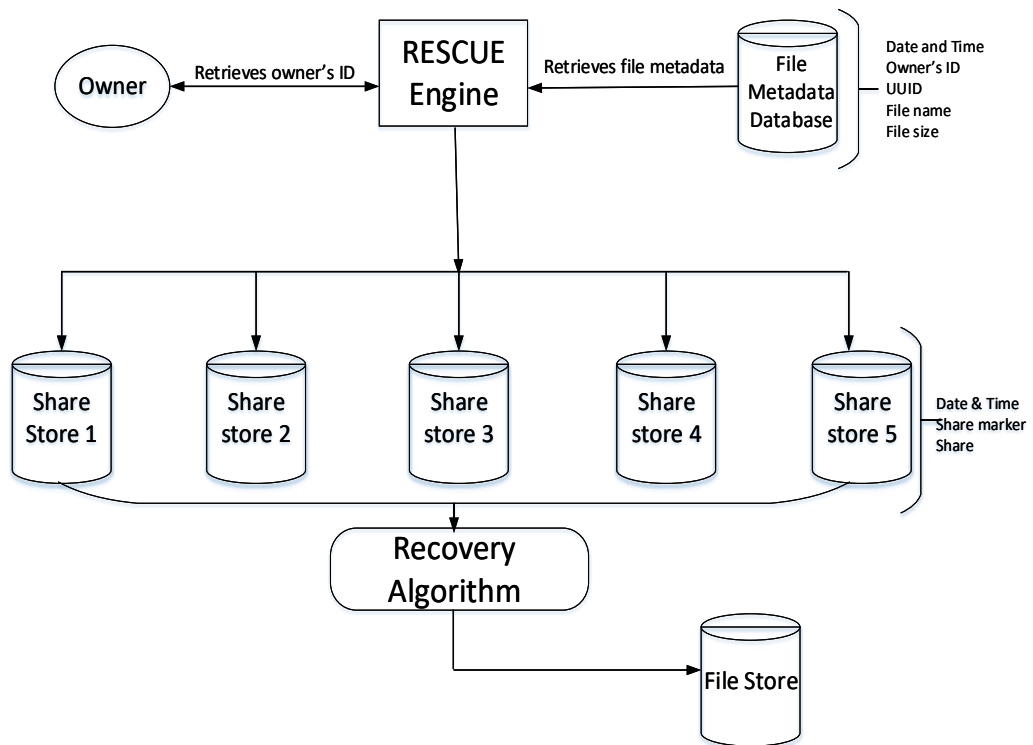 Owner
Retrieves owner's ID
RESCUE
Engine
Retrieves file metadata
File
Metadata
Database
Date and Time
Owner's ID
UUID
File name
File size
Share
Store 1
Share
store 2
Share
store 3
Share
store 4
Share
store 5
Date & Time
Share marker
Share
Recovery
Algorithm
File Store